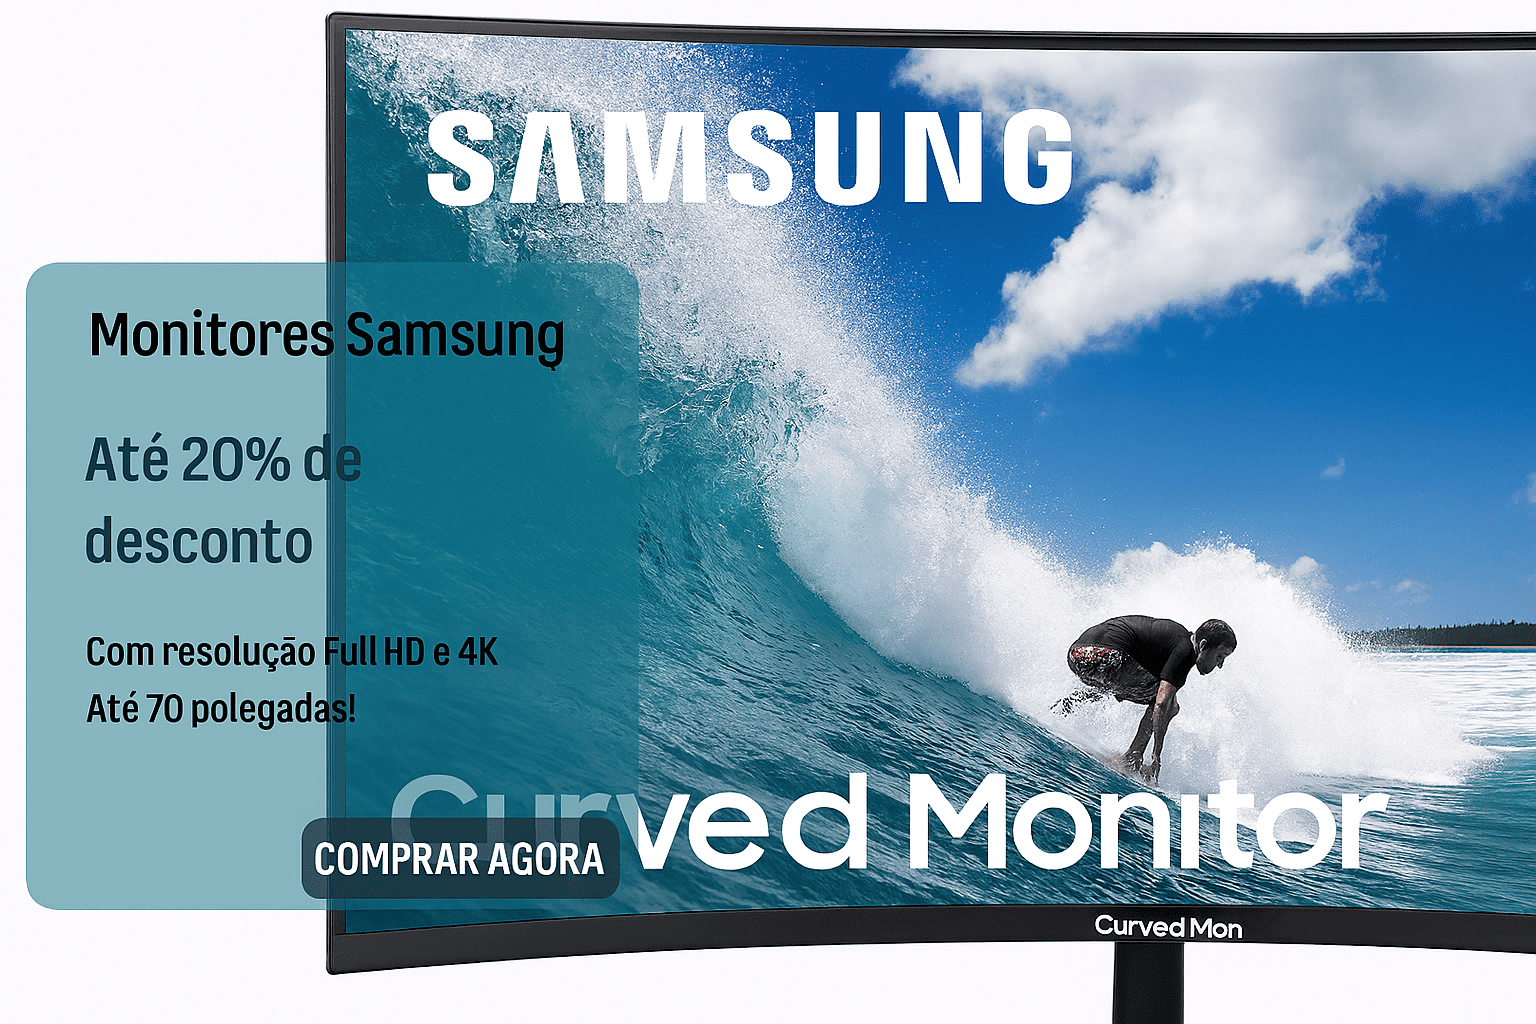 SAMSUNG
Monitores Samsung
Até 20% de
desconto
Com resolução Full HD e 4K
Até 70 polegadas!
Curved Monitor
COMPRAR AGORA
Curved Mon